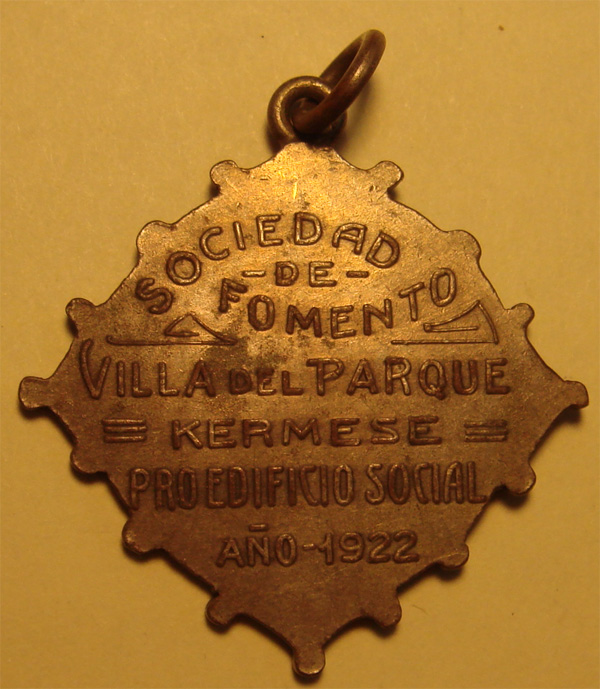 SOCIEDAD
-DE-
FOMENTO
VILLA DEL PARQUE
= KERMESE =
PRO EDIFICIO SOCIAL
AÑO-1922